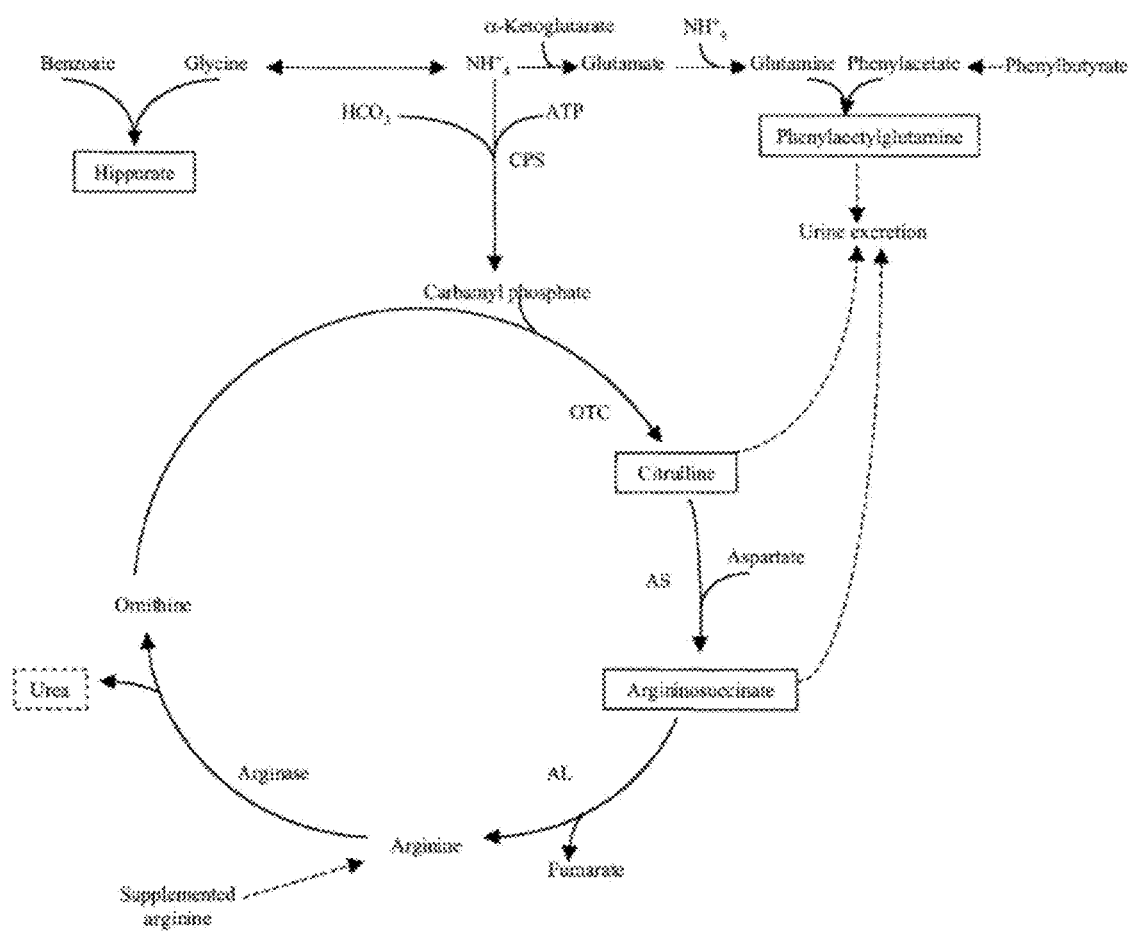 α-Ketoglutarate
NH⁺₄
Benzoate
Glycine
NH⁺₄
Glutamate
Glutamine
Phenylacetate
Phenylbutyrate
HCO₃
ATP
CPS
Hippurate
Phenylacetylglutamine
Urine excretion
Carbamyl phosphate
OTC
Citrulline
Aspartate
AS
Ornithine
Urea
Argininosuccinate
Arginase
AL
Arginine
Fumarate
Supplemented
arginine